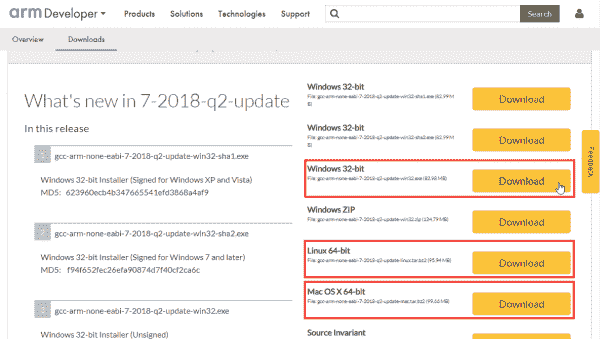 arm Developer
Products
Solutions
Technologies
Support
Search
Overview
Downloads
What's new in 7-2018-q2-update
In this release
gcc-arm-none-eabi-7-2018-q2-update-win32-sha1.exe
Windows 32-bit Installer (Signed for Windows XP and Vista)
MD5: 623960ecb4b347665541efd3868a4af9
gcc-arm-none-eabi-7-2018-q2-update-win32-sha2.exe
Windows 32-bit Installer (Signed for Windows 7 and later)
MD5: f94f652fec26efa90874d7f40cf2ca6c
gcc-arm-none-eabi-7-2018-q2-update-win32.exe
Windows 32-bit Installer (Unsigned)
Windows 32-bit
File: gcc-arm-none-eabi-7-2018-q2-update-win32-sha1.exe (82.99 M
B)
Download
Windows 32-bit
File: gcc-arm-none-eabi-7-2018-q2-update-win32-sha2.exe (82.99 M
B)
Download
Windows 32-bit
File: gcc-arm-none-eabi-7-2018-q2-update-win32.exe (82.98 MB)
Download
Windows ZIP
File: gcc-arm-none-eabi-7-2018-q2-update-win32.zip (124.79 MB)
Download
Linux 64-bit
File: gcc-arm-none-eabi-7-2018-q2-update-linux.tar.bz2 (95.94 MB)
Download
Mac OS X 64-bit
File: gcc-arm-none-eabi-7-2018-q2-update-mac.tar.bz2 (99.66 MB)
Download
Source Invariant
Feedback